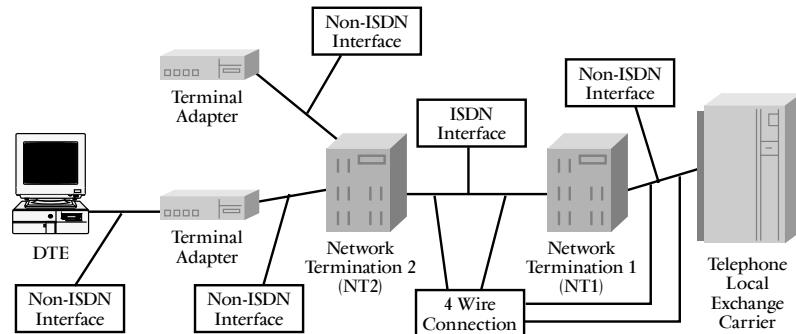 Non-ISDN
Interface
Terminal
Adapter
Non-ISDN
Interface
ISDN
Interface
DTE
Terminal
Adapter
Network
Termination 2
(NT2)
Network
Termination 1
(NT1)
Telephone
Local
Exchange
Carrier
Non-ISDN
Interface
Non-ISDN
Interface
4 Wire
Connection